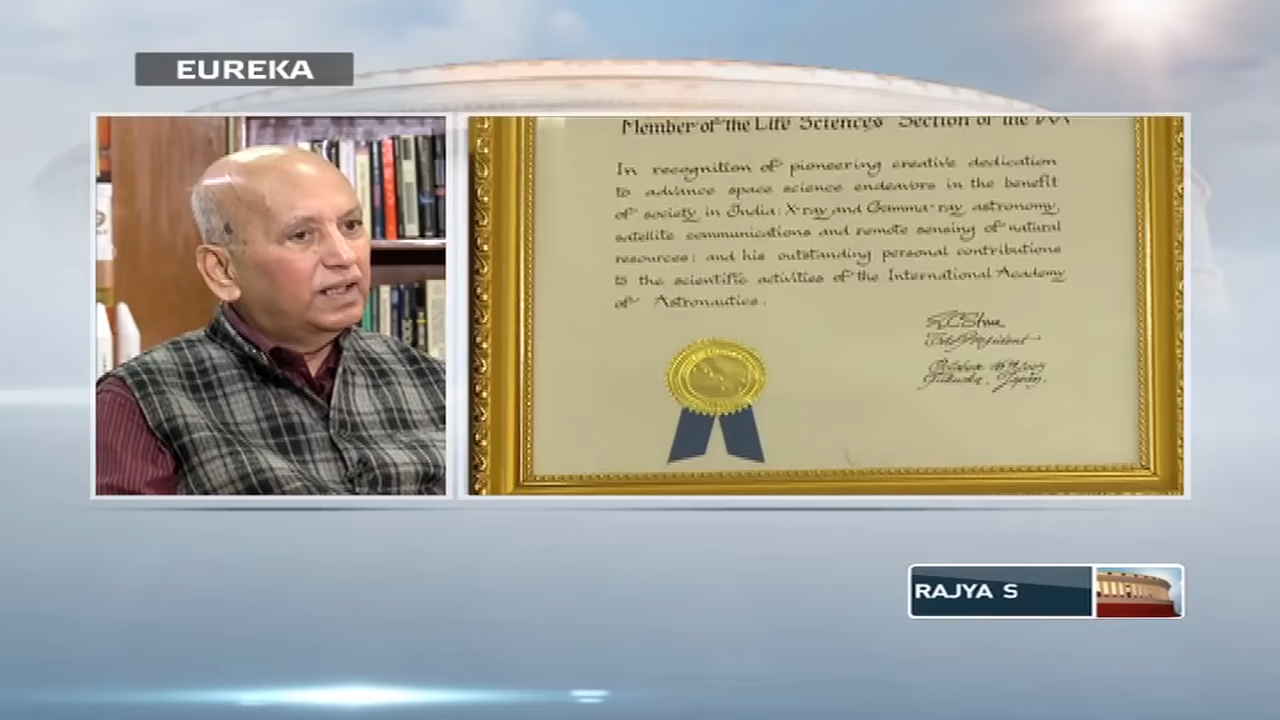 EUREKA
Member of the Life Sciences Section of the IAA
In recognition of pioneering creative dedication
to advance space science endeavors in the benefit
of society in India: X-ray and Gamma-ray astronomy,
satellite communications and remote sensing of natural
resources; and his outstanding personal contributions
to the scientific activities of the International Academy
of Astronautics.
RAJYA S